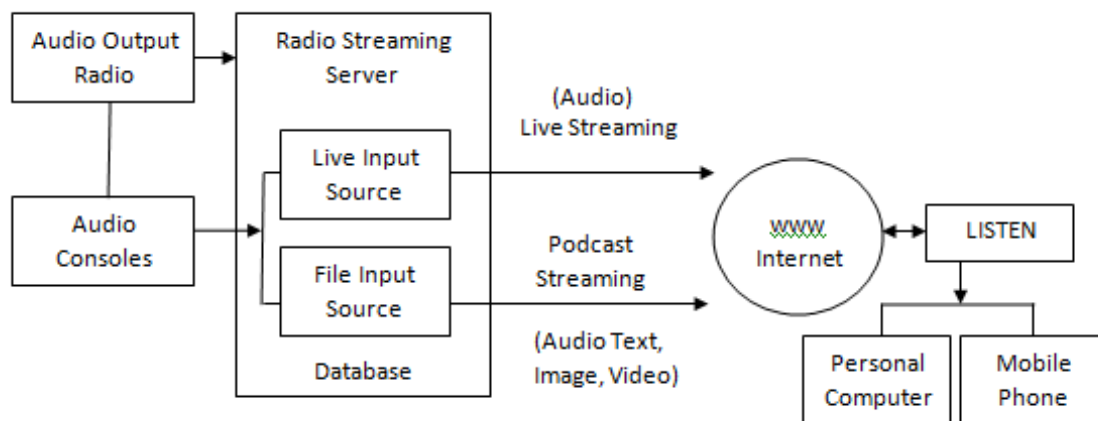 Audio Output
Radio
Radio Streaming
Server
(Audio)
Live Streaming
Live Input
Source
Audio
Consoles
File Input
Source
Podcast
Streaming
www
Internet
LISTEN
Database
(Audio Text,
Image, Video)
Personal
Computer
Mobile
Phone